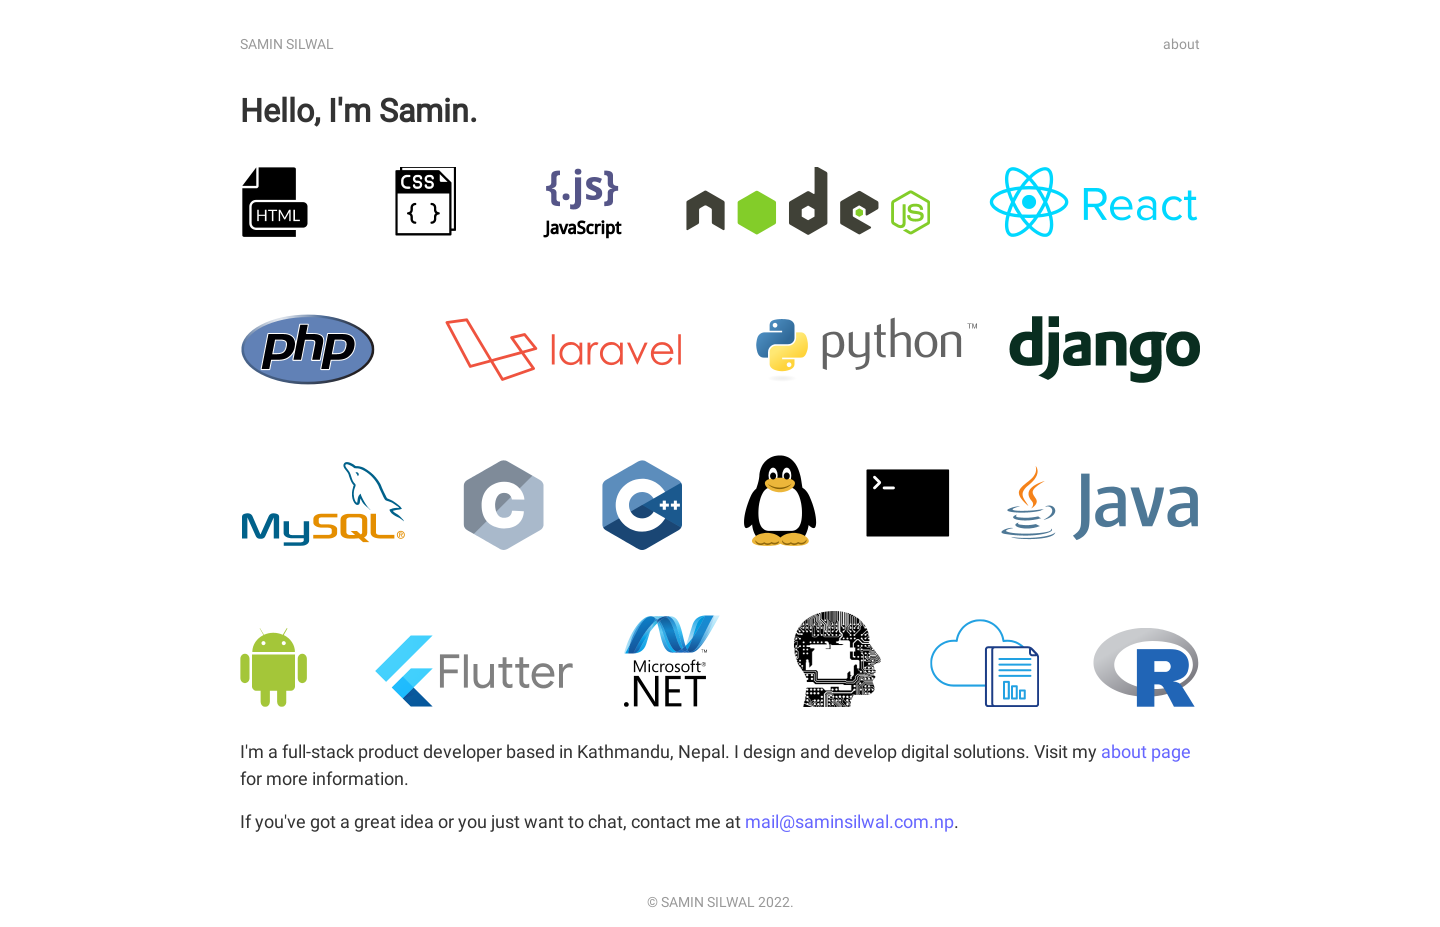 SAMIN SILWAL about
Hello, I'm Samin.
HTML
CSS
{ }
{.js}
JavaScript
node JS
React
php
laravel
python ™
django
MySQL®
C
C++
>_
Java
Flutter
Microsoft®
.NET ™
R
I'm a full-stack product developer based in Kathmandu, Nepal. I design and develop digital solutions. Visit my about page
for more information.
If you've got a great idea or you just want to chat, contact me at mail@saminsilwal.com.np.
© SAMIN SILWAL 2022.